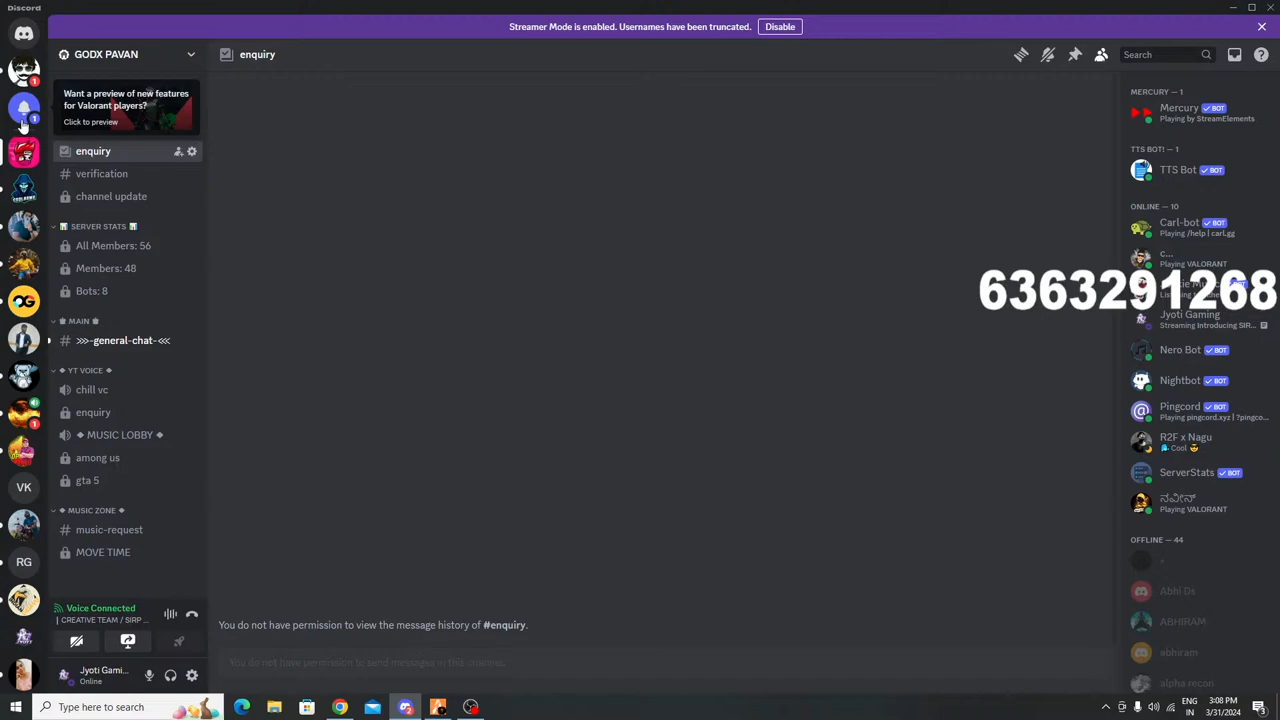 Discord
Streamer Mode is enabled. Usernames have been truncated.
Disable
GODX PAVAN
Want a preview of new features
for Valorant players?
Click to preview
enquiry
verification
channel update
SERVER STATS
All Members: 56
Members: 48
Bots: 8
MAIN
⋙-general-chat-⋘
YT VOICE
chill vc
enquiry
MUSIC LOBBY
among us
gta 5
MUSIC ZONE
music-request
MOVE TIME
Voice Connected
| CREATIVE TEAM / SIRP ...
Jyoti Gami...
Online
VK
RG
enquiry
Search
You do not have permission to view the message history of #enquiry.
You do not have permission to send messages in this channel.
MERCURY — 1
Mercury BOT
Playing by StreamElements
TTS BOT! — 1
TTS Bot BOT
ONLINE — 10
Carl-bot BOT
Playing /help | carl.gg
c...
Playing VALORANT
6363291268
Jyoti Gaming
Streaming Introducing SIR...
Nero Bot BOT
Nightbot BOT
Pingcord BOT
Playing pingcord.xyz | ?pingco...
R2F x Nagu
Cool
ServerStats BOT
ನವೀನ್
Playing VALORANT
OFFLINE — 44
Abhi Ds
ABHIRAM
abhiram
alpha recon
Type here to search
3:08 PM
IN
3/31/2024